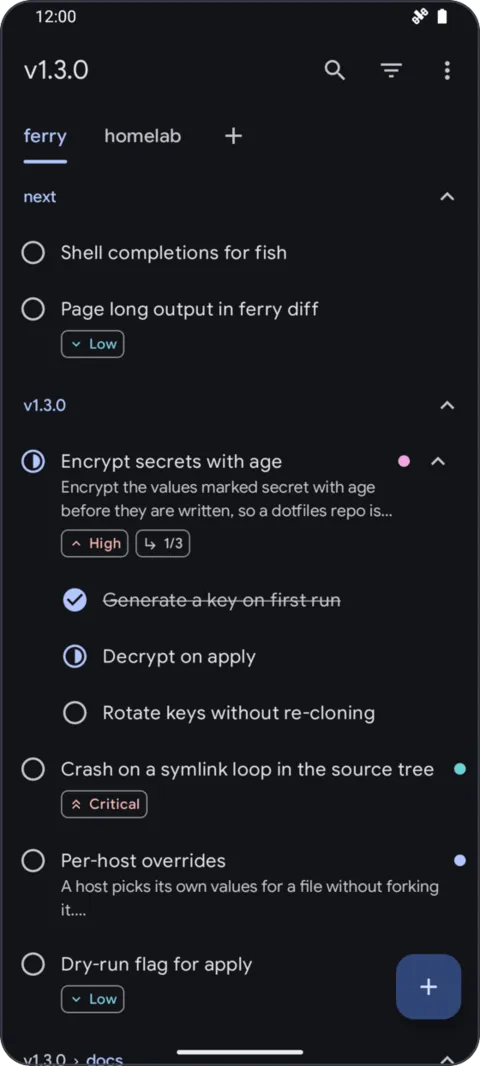 12:00
v1.3.0
ferry homelab
next
Shell completions for fish
Page long output in ferry diff
Low
v1.3.0
Encrypt secrets with age
Encrypt the values marked secret with age
before they are written, so a dotfiles repo is...
High 1/3
Generate a key on first run
Decrypt on apply
Rotate keys without re-cloning
Crash on a symlink loop in the source tree
Critical
Per-host overrides
A host picks its own values for a file without forking
it....
Dry-run flag for apply
Low
v1.3.0 › docs